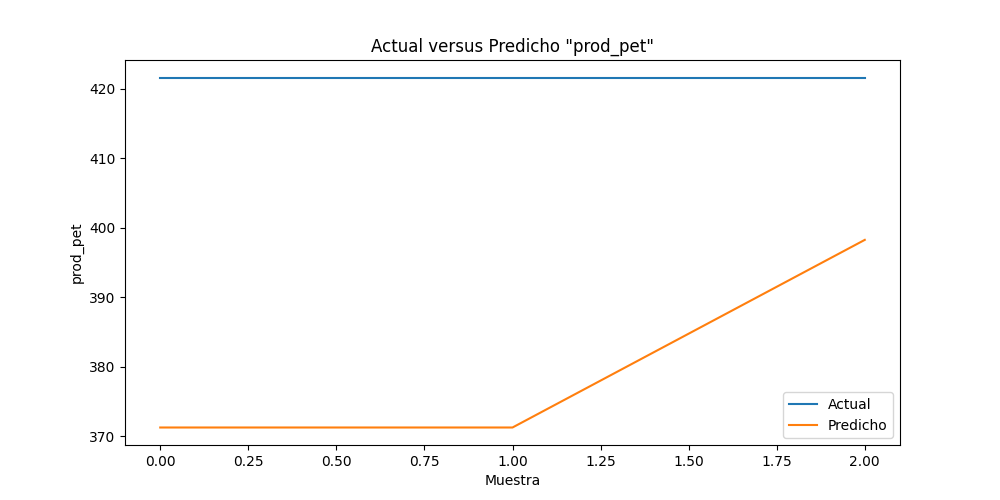 Actual versus Predicho "prod_pet"
prod_pet
420
410
400
390
380
370
0.00 0.25 0.50 0.75 1.00 1.25 1.50 1.75 2.00
Muestra
Actual
Predicho